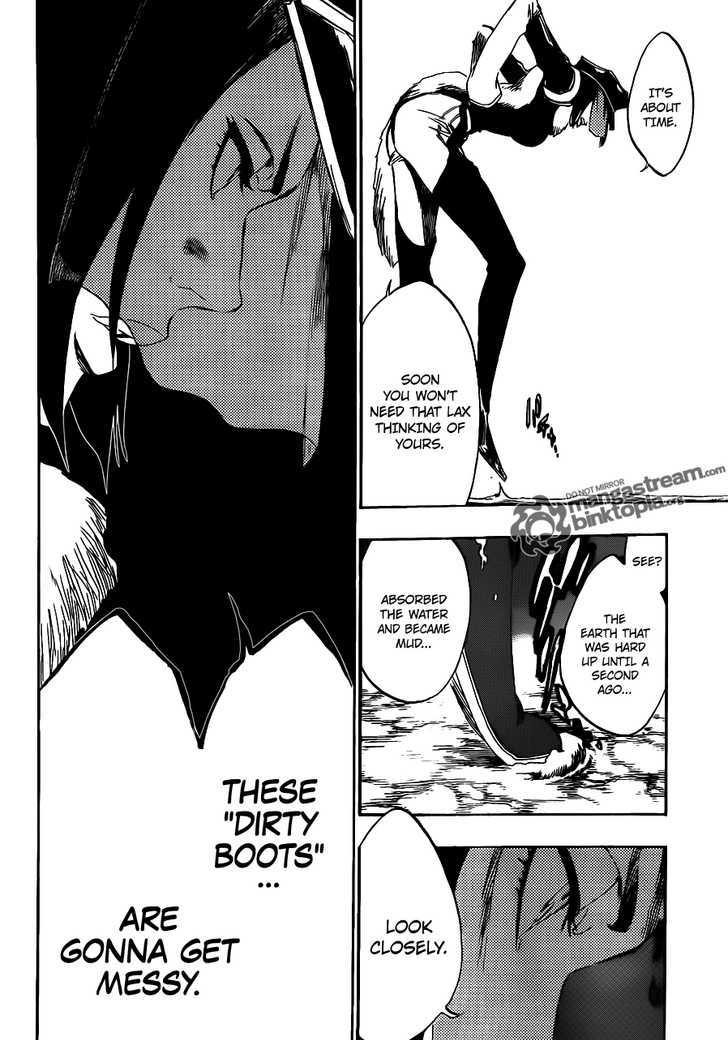 IT'S
ABOUT
TIME.
SOON
YOU WON'T
NEED THAT LAX
THINKING OF
YOURS.
DO NOT MIRROR
mangastream.com
binktopia.org
SEE?
THE
EARTH THAT
WAS HARD
UP UNTIL A
SECOND
AGO...
ABSORBED
THE WATER
AND BECAME
MUD...
LOOK
CLOSELY.
THESE
"DIRTY
BOOTS"
...
ARE
GONNA GET
MESSY.